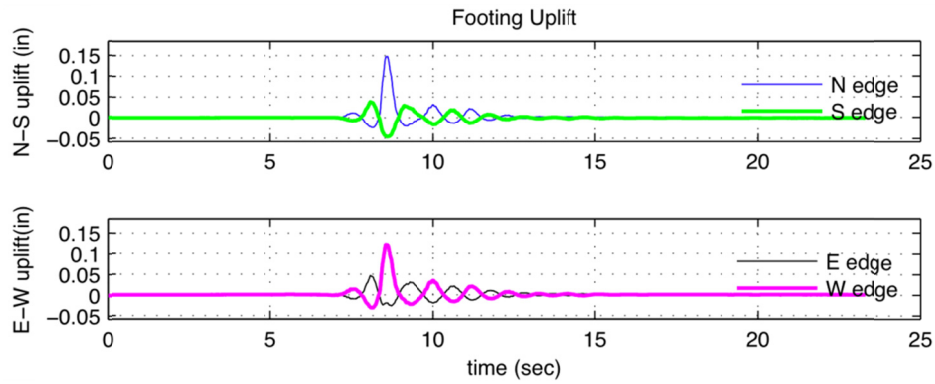 Footing Uplift
N–S uplift (in)
0.15
0.1
0.05
0
−0.05
N edge
S edge
0 5 10 15 20 25
E–W uplift(in)
0.15
0.1
0.05
0
−0.05
E edge
W edge
0 5 10 15 20 25
time (sec)